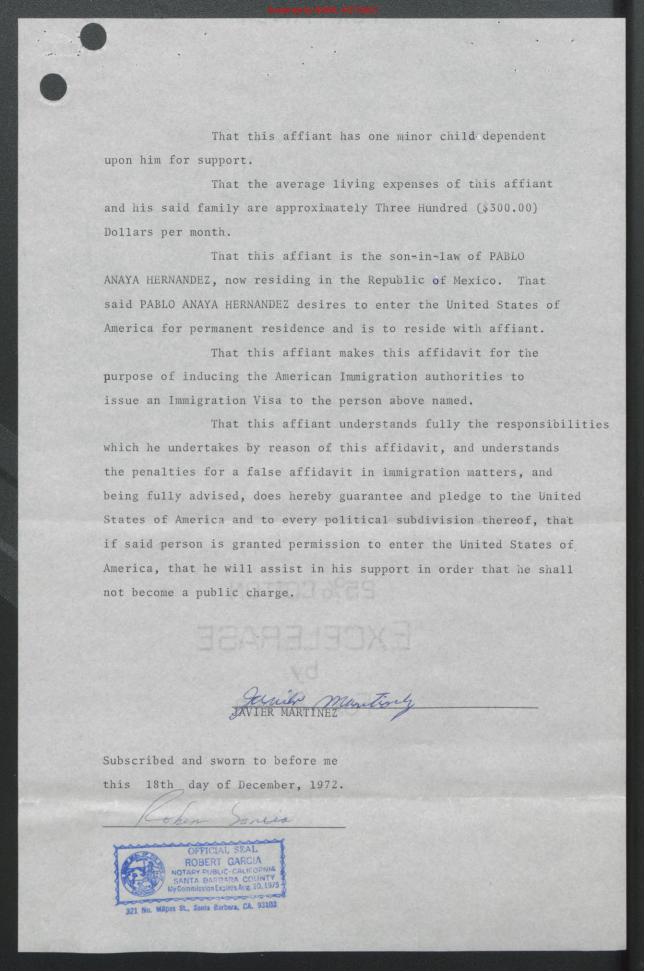 That this affiant has one minor child dependent
upon him for support.
That the average living expenses of this affiant
and his said family are approximately Three Hundred ($300.00)
Dollars per month.
That this affiant is the son-in-law of PABLO
ANAYA HERNANDEZ, now residing in the Republic of Mexico. That
said PABLO ANAYA HERNANDEZ desires to enter the United States of
America for permanent residence and is to reside with affiant.
That this affiant makes this affidavit for the
purpose of inducing the American Immigration authorities to
issue an Immigration Visa to the person above named.
That this affiant understands fully the responsibilities
which he undertakes by reason of this affidavit, and understands
the penalties for a false affidavit in immigration matters, and
being fully advised, does hereby guarantee and pledge to the United
States of America and to every political subdivision thereof, that
if said person is granted permission to enter the United States of
America, that he will assist in his support in order that he shall
not become a public charge.
25% COTTON
EXCELERASE
by
Javier Martinez
JAVIER MARTINEZ
Subscribed and sworn to before me
this 18th day of December, 1972.
Robert Garcia
OFFICIAL SEAL
ROBERT GARCIA
NOTARY PUBLIC-CALIFORNIA
SANTA BARBARA COUNTY
My Commission Expires Aug. 10, 1975
321 No. Milpas St., Santa Barbara, CA. 93103